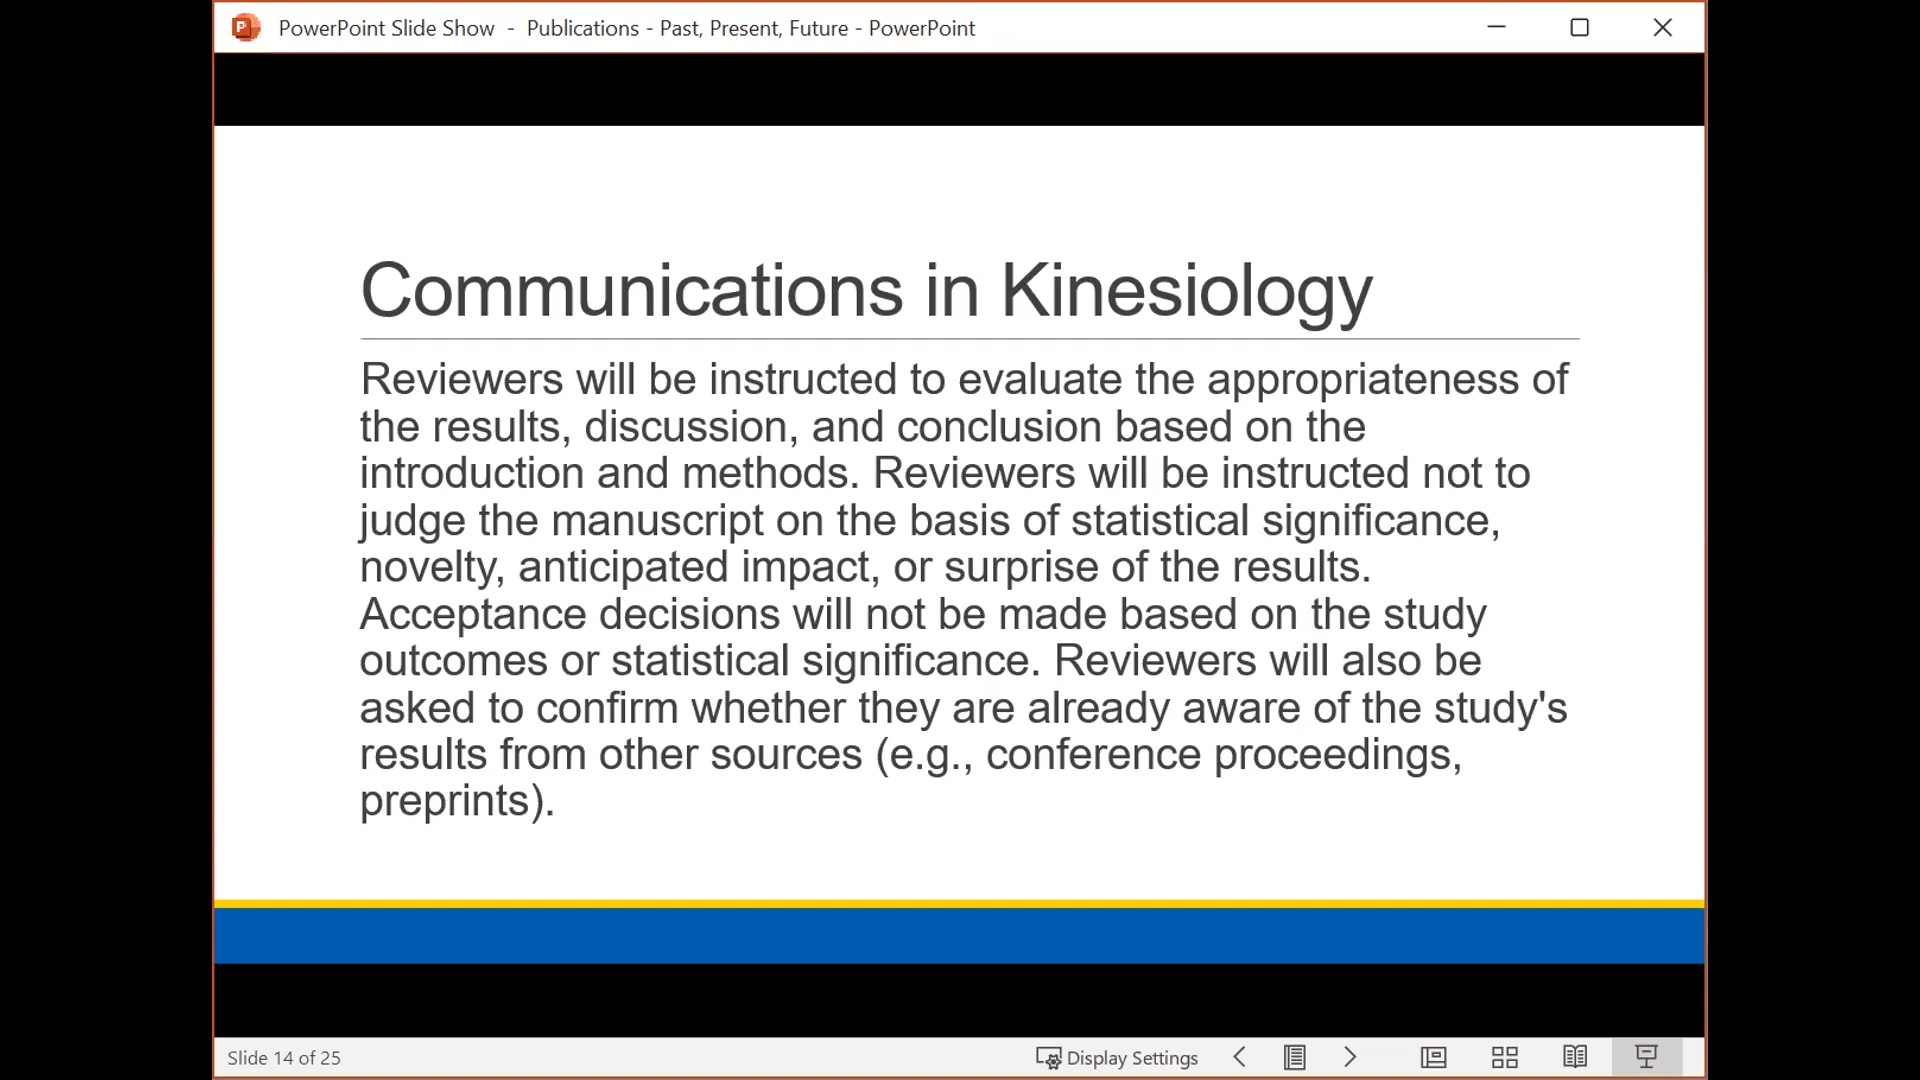 PowerPoint Slide Show - Publications - Past, Present, Future - PowerPoint
Communications in Kinesiology
Reviewers will be instructed to evaluate the appropriateness of
the results, discussion, and conclusion based on the
introduction and methods. Reviewers will be instructed not to
judge the manuscript on the basis of statistical significance,
novelty, anticipated impact, or surprise of the results.
Acceptance decisions will not be made based on the study
outcomes or statistical significance. Reviewers will also be
asked to confirm whether they are already aware of the study's
results from other sources (e.g., conference proceedings,
preprints).
Slide 14 of 25
Display Settings